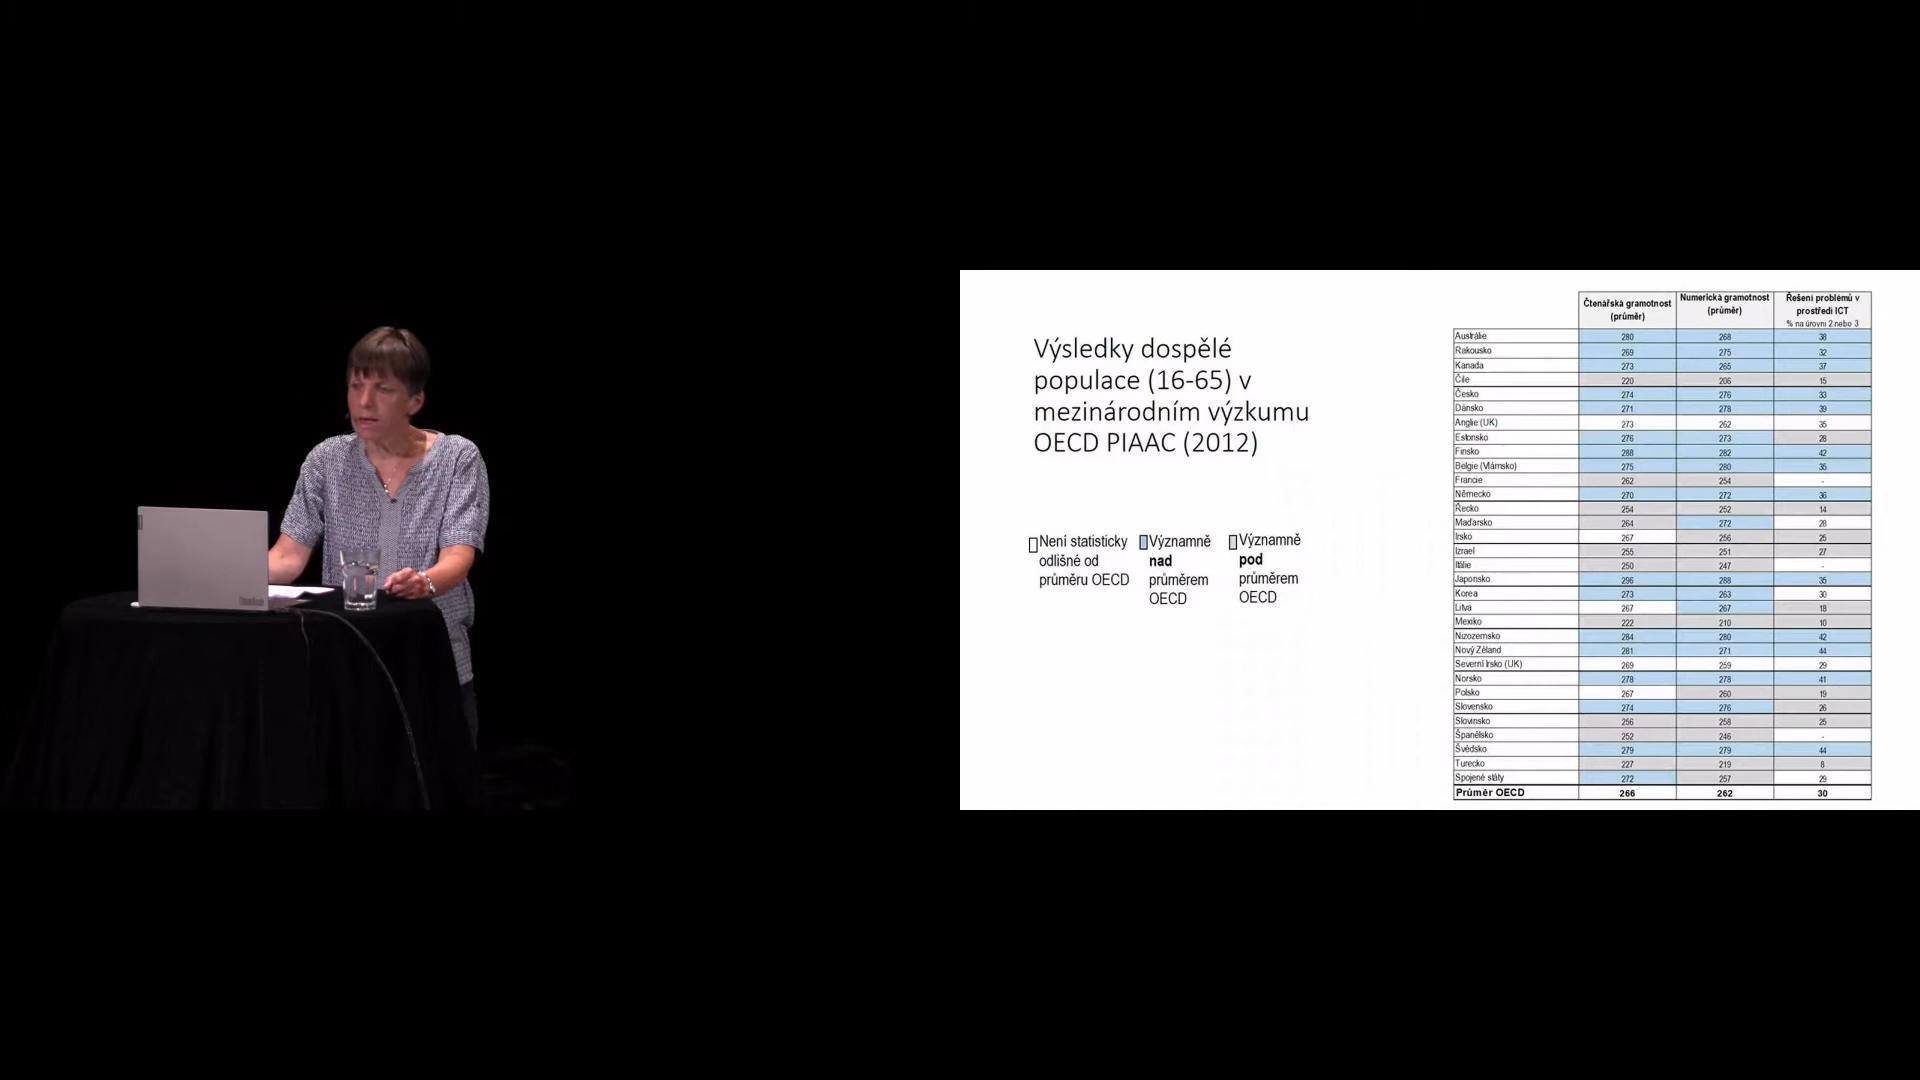 Výsledky dospělé
populace (16-65) v
mezinárodním výzkumu
OECD PIAAC (2012)
Není statisticky
odlišné od
průměru OECD
Významně
nad
průměrem
OECD
Významně
pod
průměrem
OECD
Čtenářská gramotnost
(průměr)
Numerická gramotnost
(průměr)
Řešení problémů v
prostředí ICT
% na úrovni 2 nebo 3
Austrálie 280 268 38
Rakousko 269 275 32
Kanada 273 265 37
Čile 220 206 15
Česko 274 276 33
Dánsko 271 278 39
Anglie (UK) 273 262 35
Estonsko 276 273 28
Finsko 288 282 42
Belgie (Vlámsko) 275 280 35
Francie 262 254 -
Německo 270 272 36
Řecko 254 252 14
Maďarsko 264 272 28
Irsko 267 256 25
Izrael 255 251 27
Itálie 250 247 -
Japonsko 296 288 35
Korea 273 263 30
Litva 267 267 18
Mexiko 222 210 10
Nizozemsko 284 280 42
Nový Zéland 281 271 44
Severní Irsko (UK) 269 259 29
Norsko 278 278 41
Polsko 267 260 19
Slovensko 274 276 26
Slovinsko 256 258 25
Španělsko 252 246 -
Švédsko 279 279 44
Turecko 227 219 8
Spojené státy 272 257 29
Průměr OECD 266 262 30